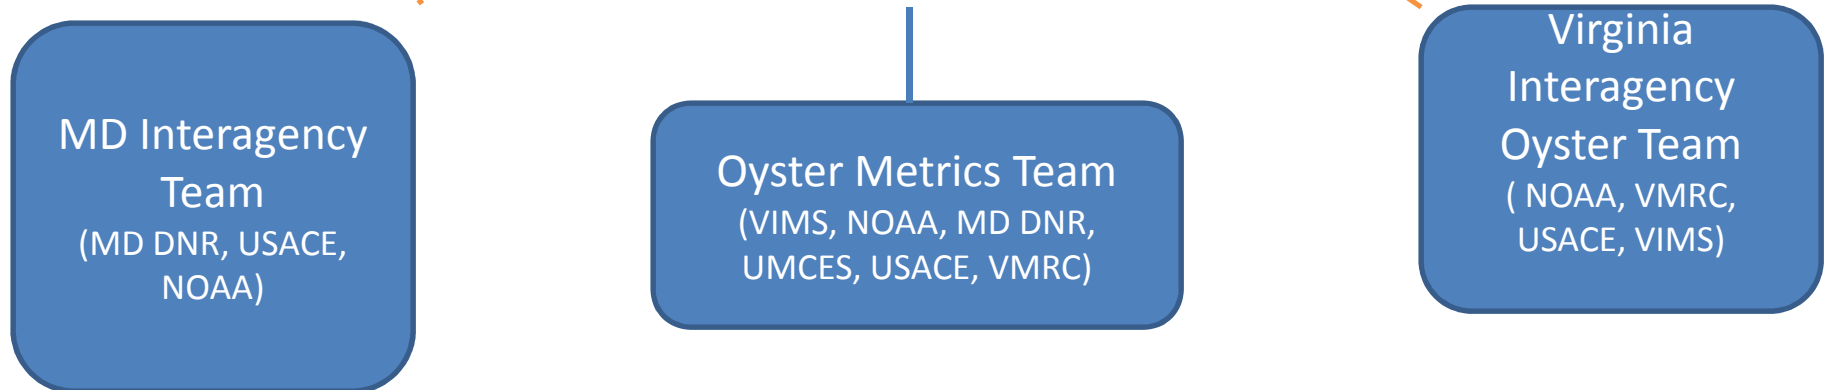 MD Interagency
Team
(MD DNR, USACE,
NOAA)
Oyster Metrics Team
(VIMS, NOAA, MD DNR,
UMCES, USACE, VMRC)
Virginia
Interagency
Oyster Team
( NOAA, VMRC,
USACE, VIMS)